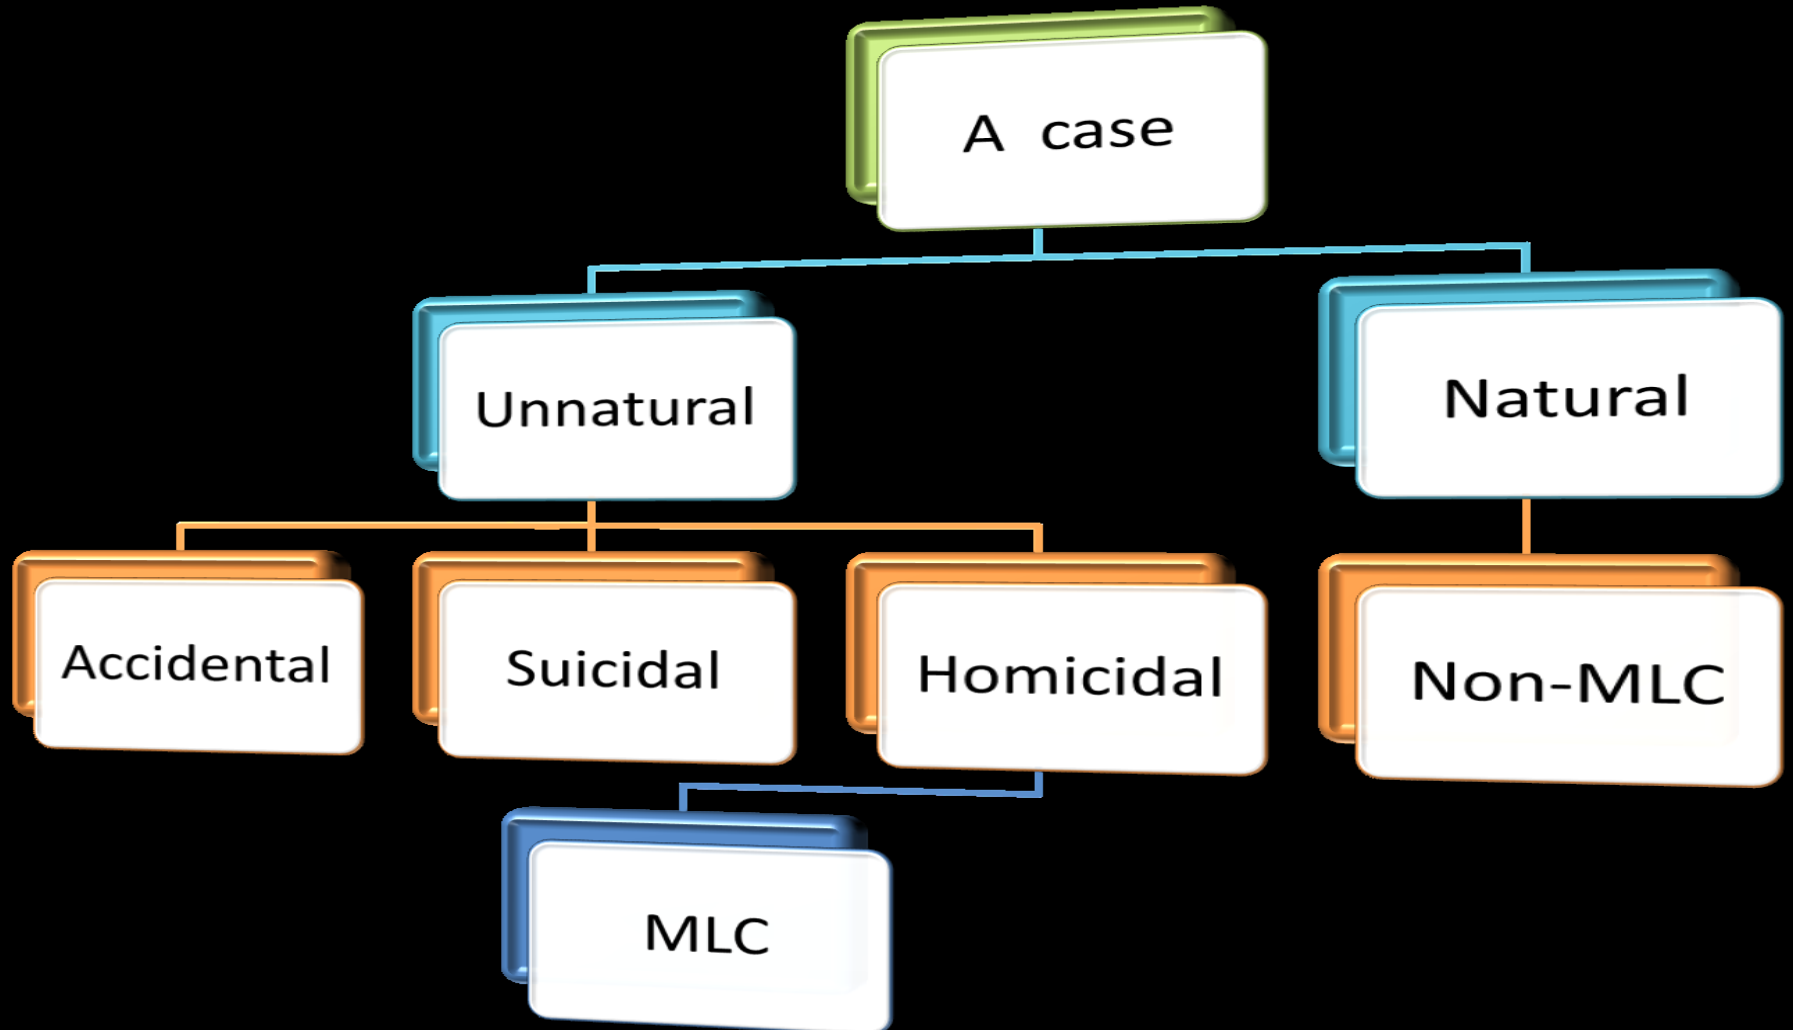 A case
Unnatural
Natural
Accidental
Suicidal
Homicidal
Non-MLC
MLC